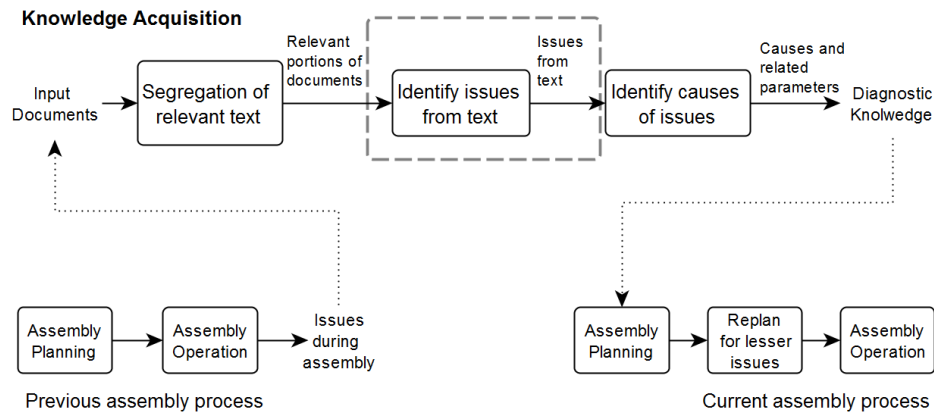 Knowledge Acquisition
Input
Documents
Segregation of
relevant text
Relevant
portions of
documents
Identify issues
from text
Issues
from
text
Identify causes
of issues
Causes and
related
parameters
Diagnostic
Knolwedge
Assembly
Planning
Assembly
Operation
Issues
during
assembly
Previous assembly process
Assembly
Planning
Replan
for lesser
issues
Assembly
Operation
Current assembly process